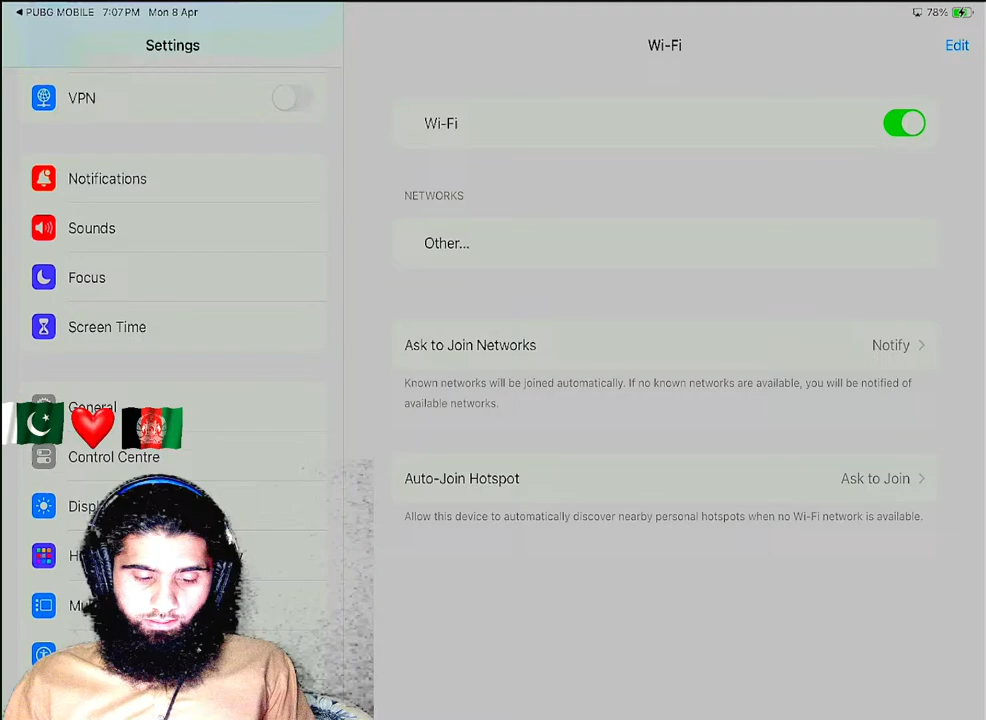 ◀ PUBG MOBILE 7:07 PM Mon 8 Apr
78%
Settings
Wi-Fi
Edit
VPN
Notifications
Sounds
Focus
Screen Time
General
Control Centre
Wi-Fi
NETWORKS
Other...
Ask to Join Networks
Notify
Known networks will be joined automatically. If no known networks are available, you will be notified of
available networks.
Auto-Join Hotspot
Ask to Join
Allow this device to automatically discover nearby personal hotspots when no Wi-Fi network is available.